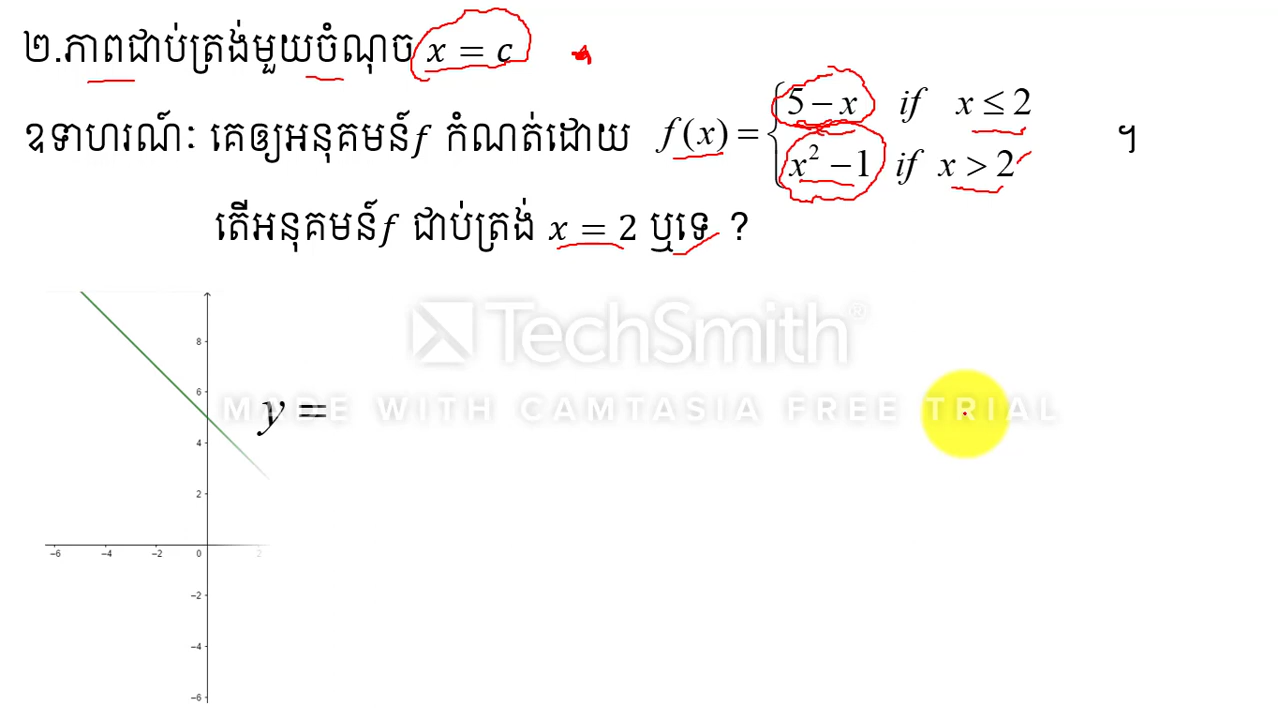 ២.ភាពជាប់ត្រង់មួយចំណុច x = c
ឧទាហរណ៍ៈ គេឲ្យអនុគមន៍f កំណត់ដោយ f(x) = { 5 − x if x ≤ 2
x² − 1 if x > 2 ។
តើអនុគមន៍f ជាប់ត្រង់ x = 2 ឬទេ ?
TechSmith®
MADE WITH CAMTASIA FREE TRIAL
y =
8
6
4
2
−6 −4 −2 0 2
−2
−4
−6